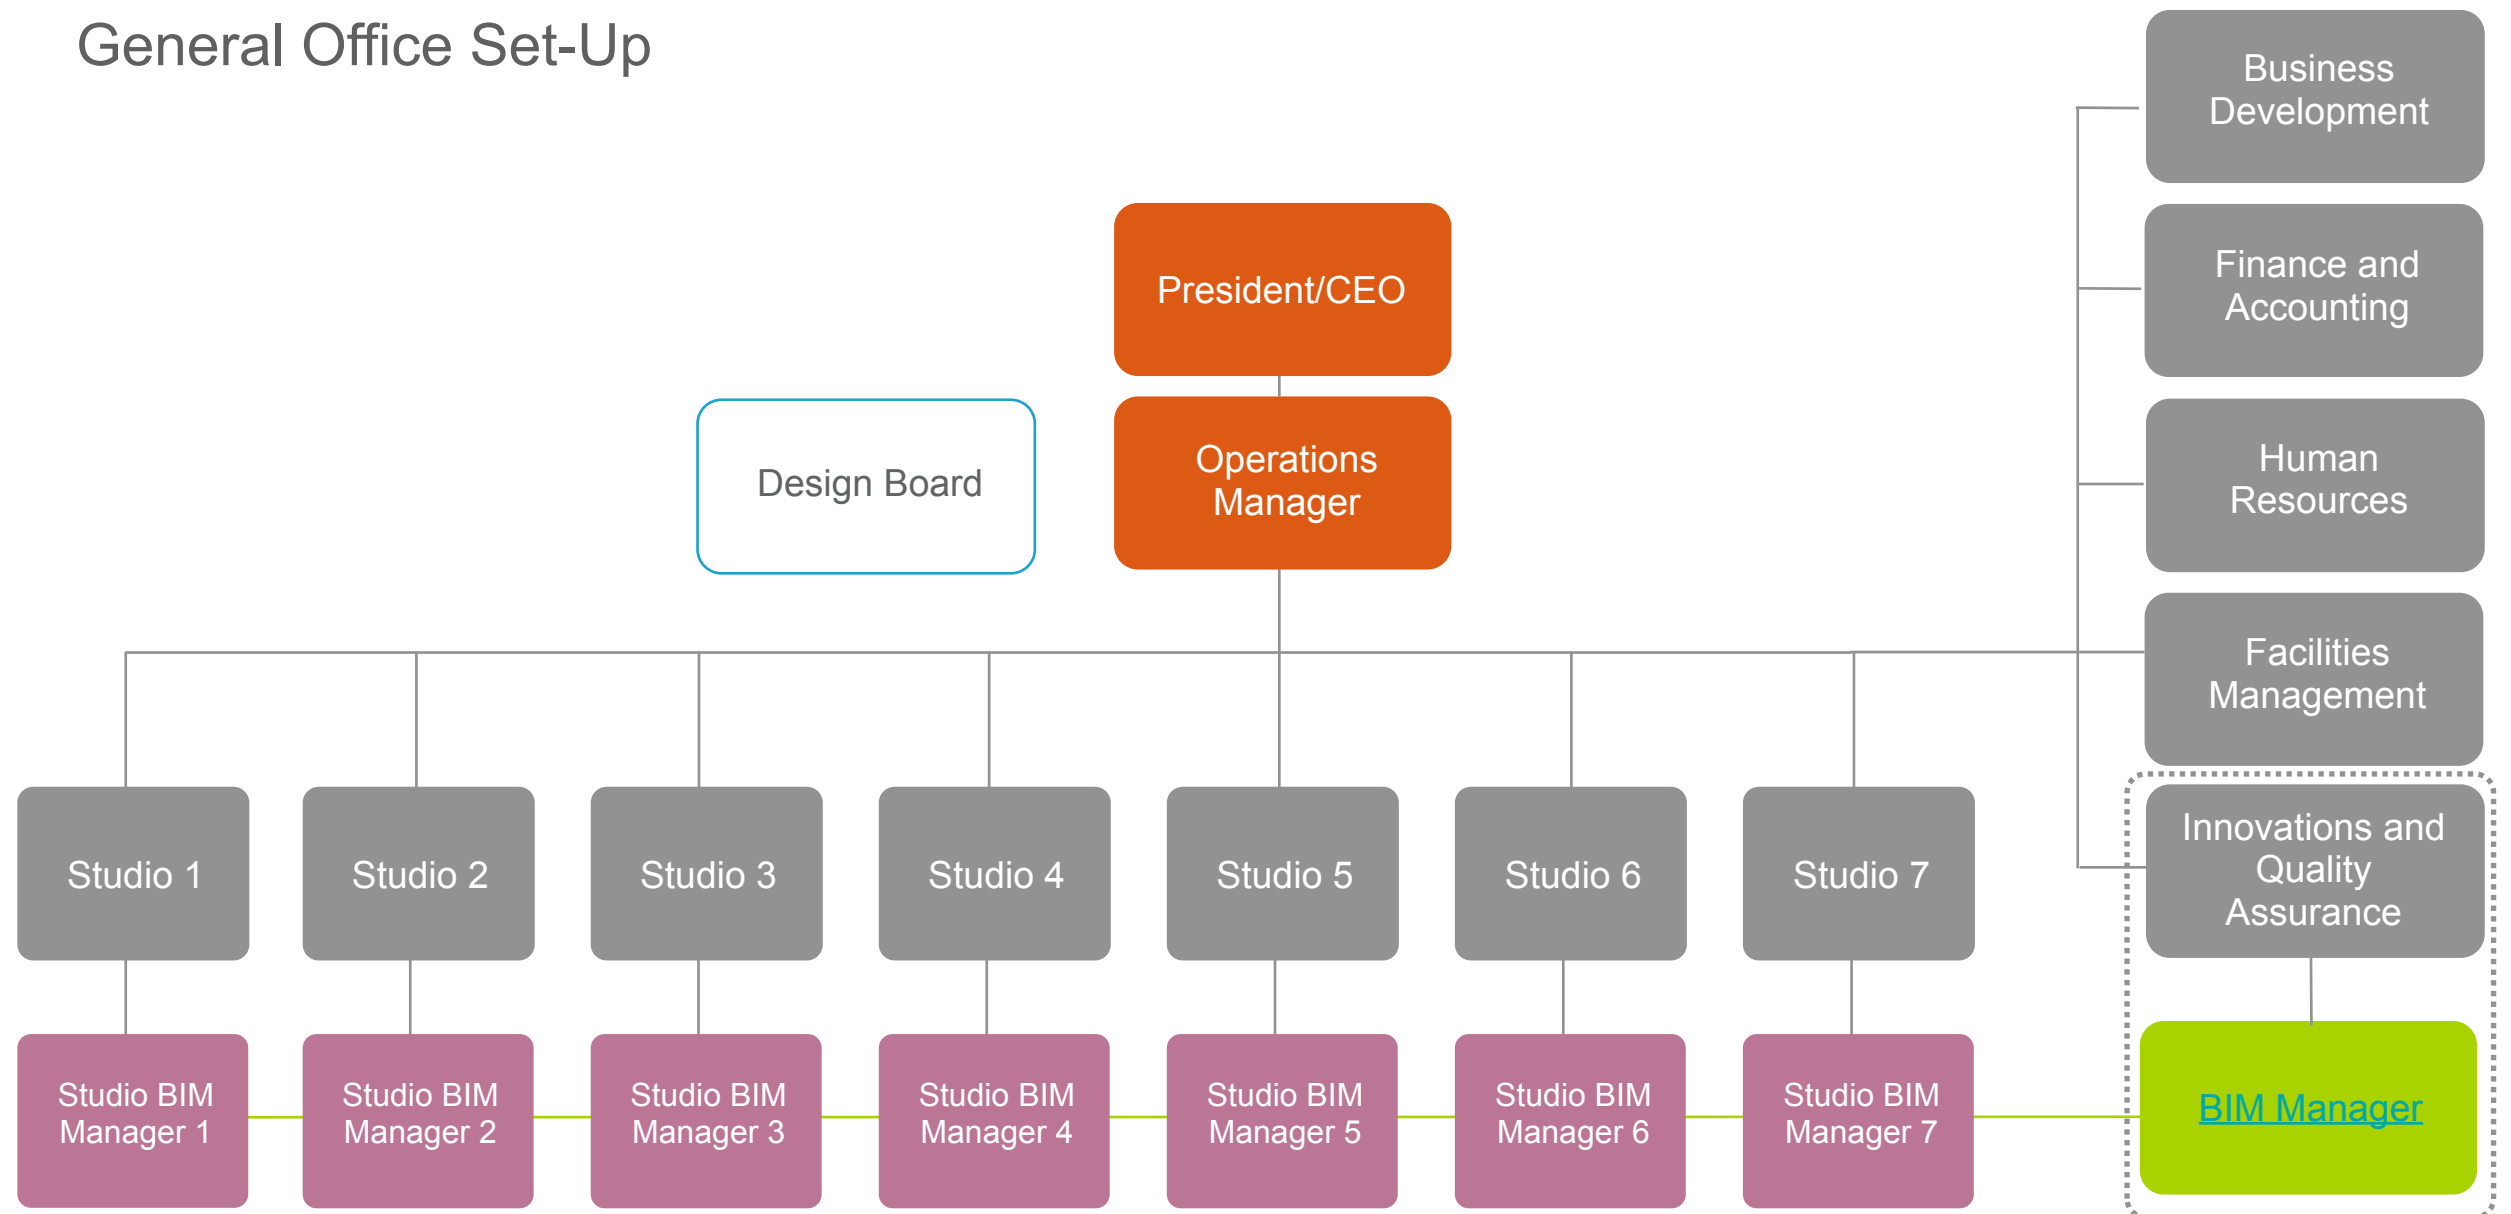 General Office Set-Up
Business
Development
President/CEO
Finance and
Accounting
Design Board
Operations
Manager
Human
Resources
Facilities
Management
Studio 1
Studio 2
Studio 3
Studio 4
Studio 5
Studio 6
Studio 7
Innovations and
Quality
Assurance
Studio BIM
Manager 1
Studio BIM
Manager 2
Studio BIM
Manager 3
Studio BIM
Manager 4
Studio BIM
Manager 5
Studio BIM
Manager 6
Studio BIM
Manager 7
BIM Manager